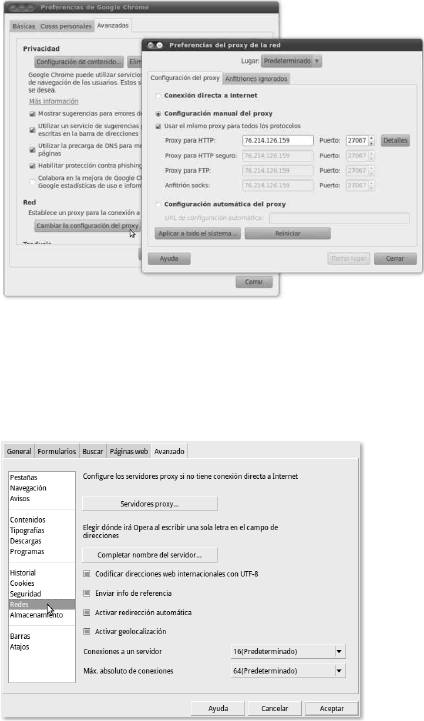 Preferencias de Google Chrome
Básicas Cosas personales Avanzadas
Privacidad
Configuración de contenido...
Google Chrome puede utilizar servicios
de navegación de los usuarios. Estos
se desea.
Más información
Mostrar sugerencias para errores
Utilizar un servicio de sugerencias
escritas en la barra de
Utilizar la precarga de DNS para
páginas
Habilitar protección contra phishing
Colabora en la mejora de Google
Google estadísticas de uso e
Red
Establece un proxy para la conexión a
Cambiar la configuración del proxy
Cerrar
Preferencias del proxy de la red
Lugar: Predeterminado
Configuración del proxy Anfitriones ignorados
Conexión directa a Internet
Configuración manual del proxy
Usar el mismo proxy para todos los protocolos
Proxy para HTTP: 76.214.126.159 Puerto: 27067 Detalles
Proxy para HTTP seguro: 76.214.126.159 Puerto: 27067
Proxy para FTP: 76.214.126.159 Puerto: 27067
Anfitrión socks: 76.214.126.159 Puerto: 27067
Configuración automática del proxy
URL de configuración automática:
Aplicar a todo el sistema... Reiniciar
Ayuda Borrar lugar Cerrar
General Formularios Buscar Páginas web Avanzado
Pestañas
Navegación
Avisos
Contenidos
Tipografías
Descargas
Programas
Historial
Cookies
Seguridad
Redes
Almacenamiento
Barras
Atajos
Configure los servidores proxy si no tiene conexión directa a Internet
Servidores proxy...
Elegir dónde irá Opera al escribir una sola letra en el campo de
direcciones
Completar nombre del servidor...
Codificar direcciones web internacionales con UTF-8
Enviar info de referencia
Activar redirección automática
Activar geolocalización
Conexiones a un servidor 16(Predeterminado)
Máx. absoluto de conexiones 64(Predeterminado)
Ayuda Cancelar Aceptar